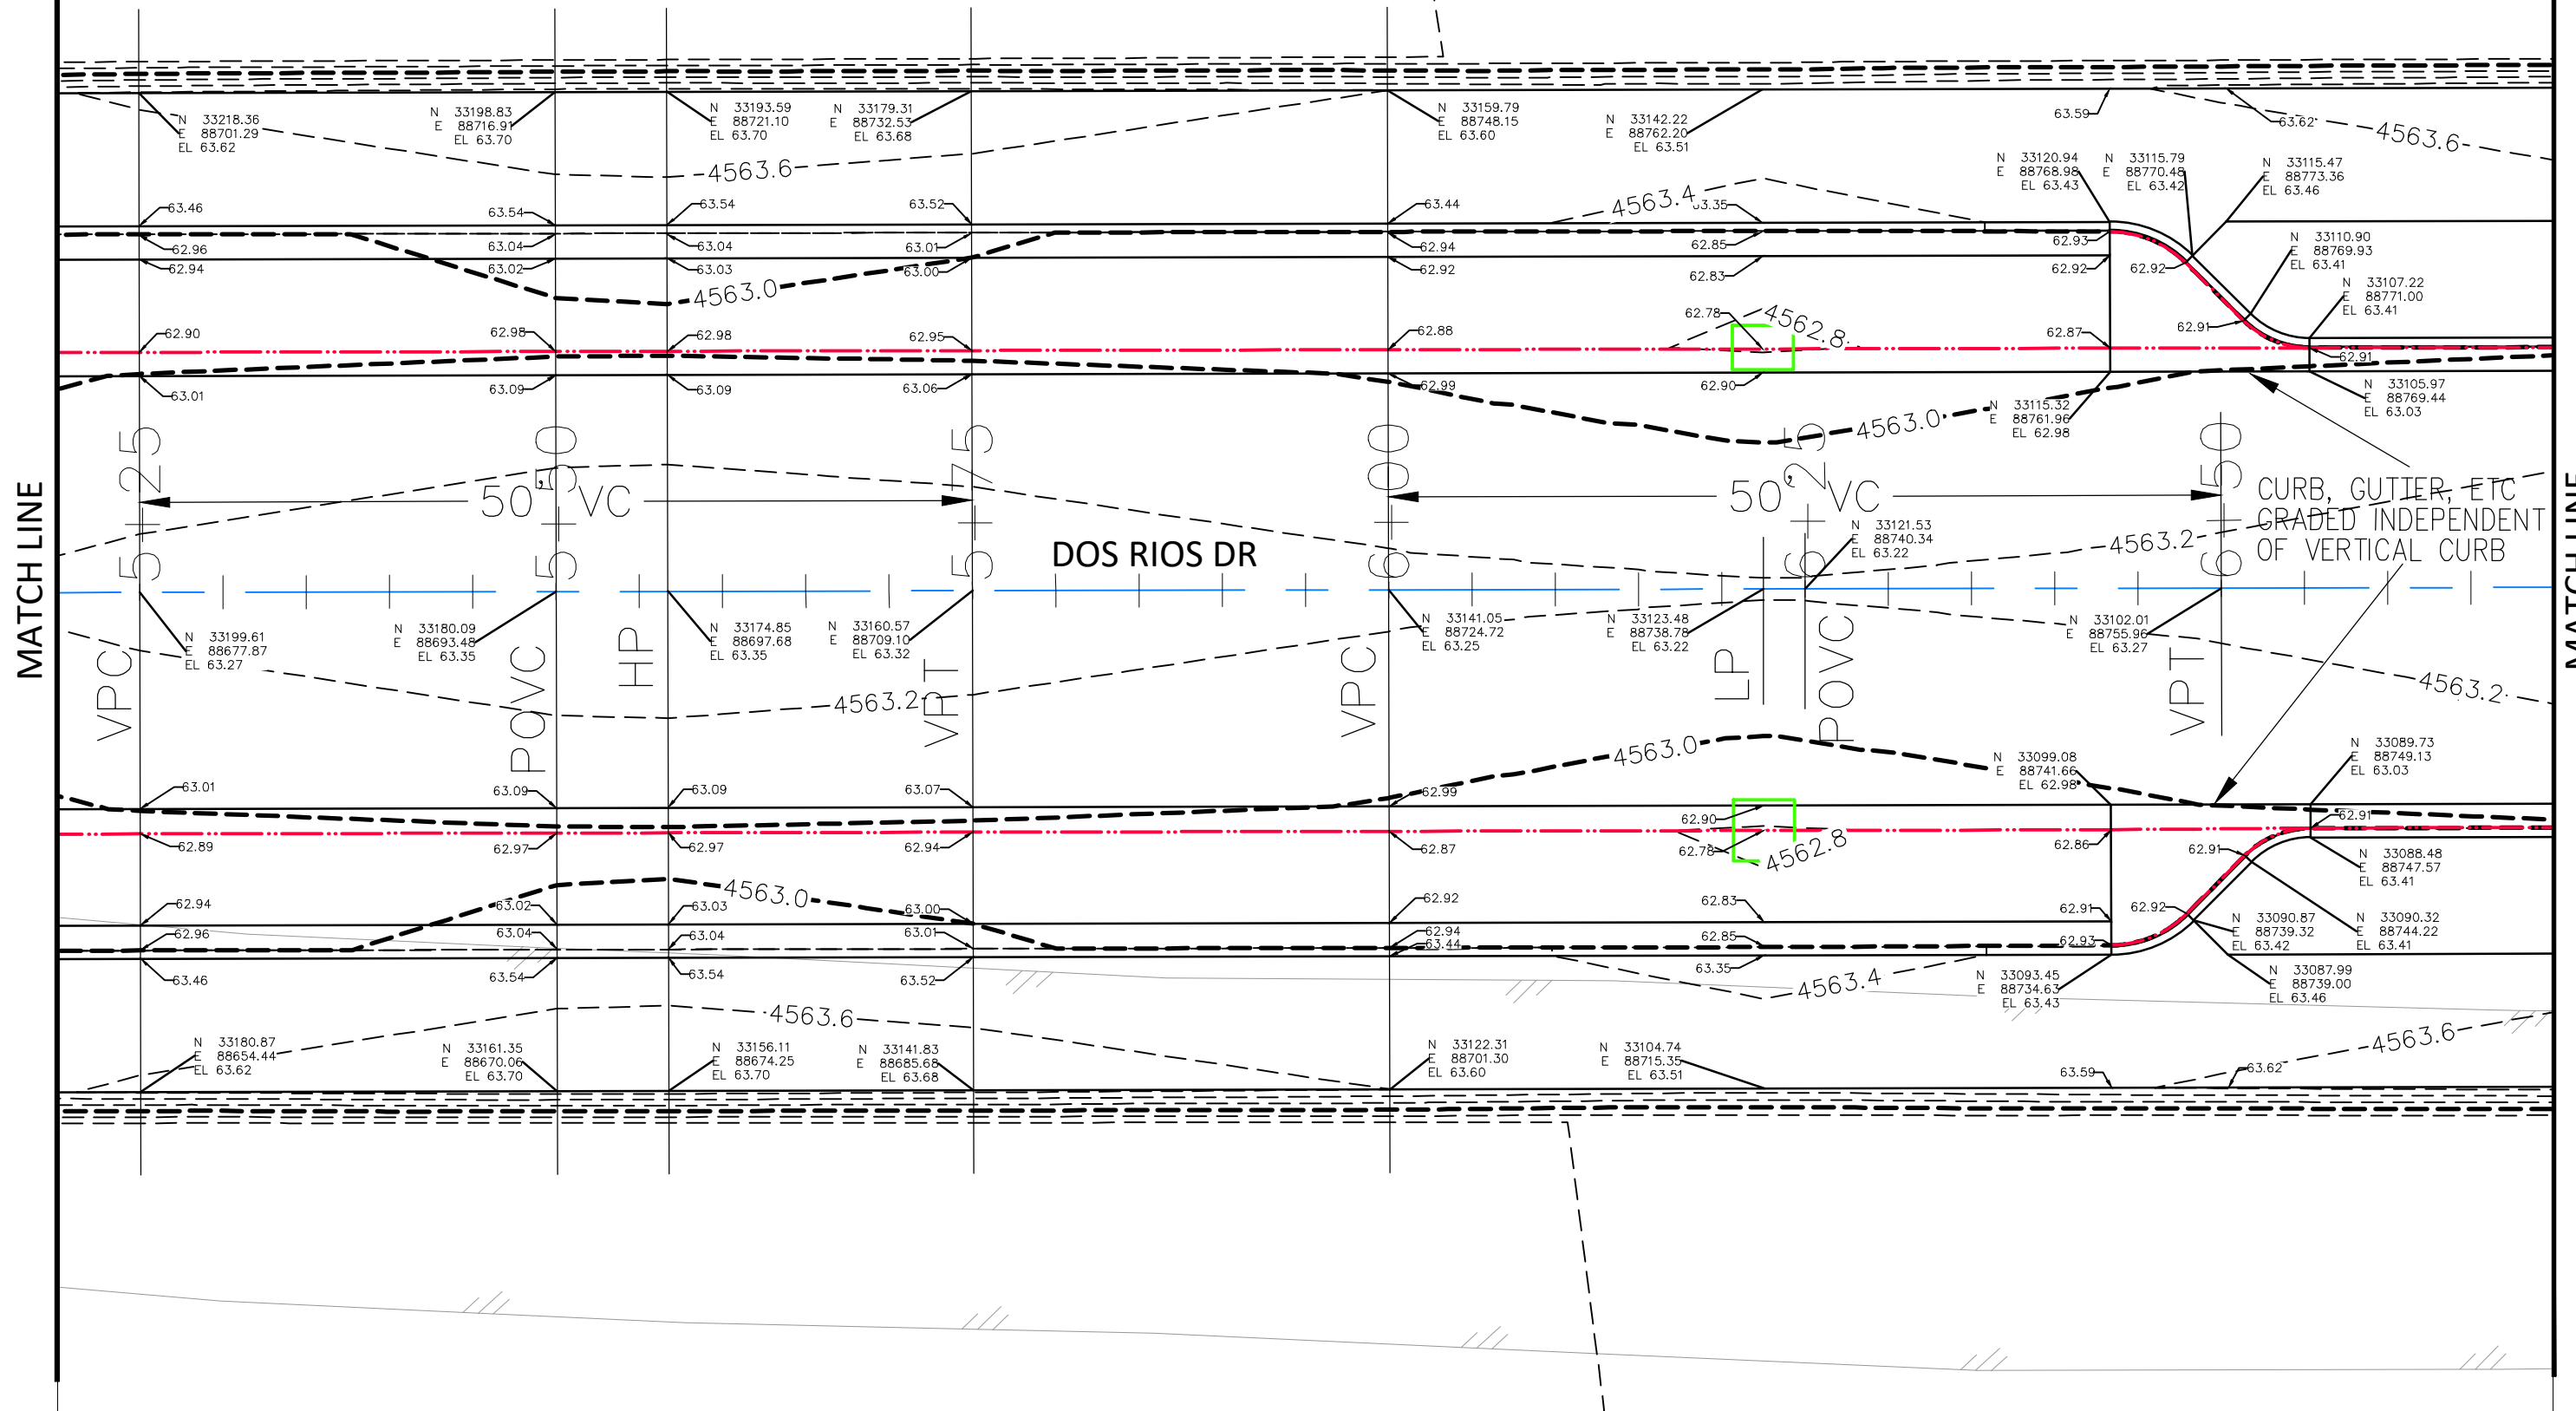 N 33218.36
E 88701.29
EL 63.62
N 33198.83
E 88716.91
EL 63.70
N 33193.59
E 88721.10
EL 63.70
N 33179.31
E 88732.53
EL 63.68
N 33159.79
E 88748.15
EL 63.60
N 33142.22
E 88762.20
EL 63.51
63.59
63.62
4563.6
4563.6
N 33120.94
E 88768.98
EL 63.43
N 33115.79
E 88770.48
EL 63.42
N 33115.47
E 88773.36
EL 63.46
63.46
63.54
63.54
63.52
63.44
4563.4
63.35
62.96
63.04
63.04
63.01
62.94
62.85
62.93
N 33110.90
E 88769.93
EL 63.41
62.94
63.02
63.03
63.00
62.92
62.83
62.92
62.92
4563.0
N 33107.22
E 88771.00
EL 63.41
62.90
62.98
62.98
62.95
62.88
62.78
4562.8
62.87
62.91
62.91
63.01
63.09
63.09
63.06
62.99
62.90
N 33105.97
E 88769.44
EL 63.03
4563.0
N 33115.32
E 88761.96
EL 62.98
5+25
5+50
5+75
6+00
6+25
6+50
50' VC
50' VC
CURB, GUTTER, ETC
GRADED INDEPENDENT
OF VERTICAL CURB
MATCH LINE
MATCH LINE
DOS RIOS DR
N 33121.53
E 88740.34
EL 63.22
4563.2
N 33199.61
E 88677.87
EL 63.27
N 33180.09
E 88693.48
EL 63.35
N 33174.85
E 88697.68
EL 63.35
N 33160.57
E 88709.10
EL 63.32
N 33141.05
E 88724.72
EL 63.25
N 33123.48
E 88738.78
EL 63.22
N 33102.01
E 88755.96
EL 63.27
VPC
POVC
HP
VPT
VPC
LP
POVC
VPT
4563.2
4563.2
4563.0
N 33099.08
E 88741.66
EL 62.98
N 33089.73
E 88749.13
EL 63.03
63.01
63.09
63.09
63.07
62.99
62.90
62.91
62.89
62.97
62.97
62.94
62.87
62.78
4562.8
62.86
62.91
N 33088.48
E 88747.57
EL 63.41
4563.0
62.94
63.02
63.03
63.00
62.92
62.83
62.91
62.92
N 33090.87
E 88739.32
EL 63.42
N 33090.32
E 88744.22
EL 63.41
62.96
63.04
63.04
63.01
62.94
63.44
62.85
62.93
63.46
63.54
63.54
63.52
63.35
4563.4
N 33093.45
E 88734.63
EL 63.43
N 33087.99
E 88739.00
EL 63.46
4563.6
4563.6
N 33180.87
E 88654.44
EL 63.62
N 33161.35
E 88670.06
EL 63.70
N 33156.11
E 88674.25
EL 63.70
N 33141.83
E 88685.68
EL 63.68
N 33122.31
E 88701.30
EL 63.60
N 33104.74
E 88715.35
EL 63.51
63.59
63.62